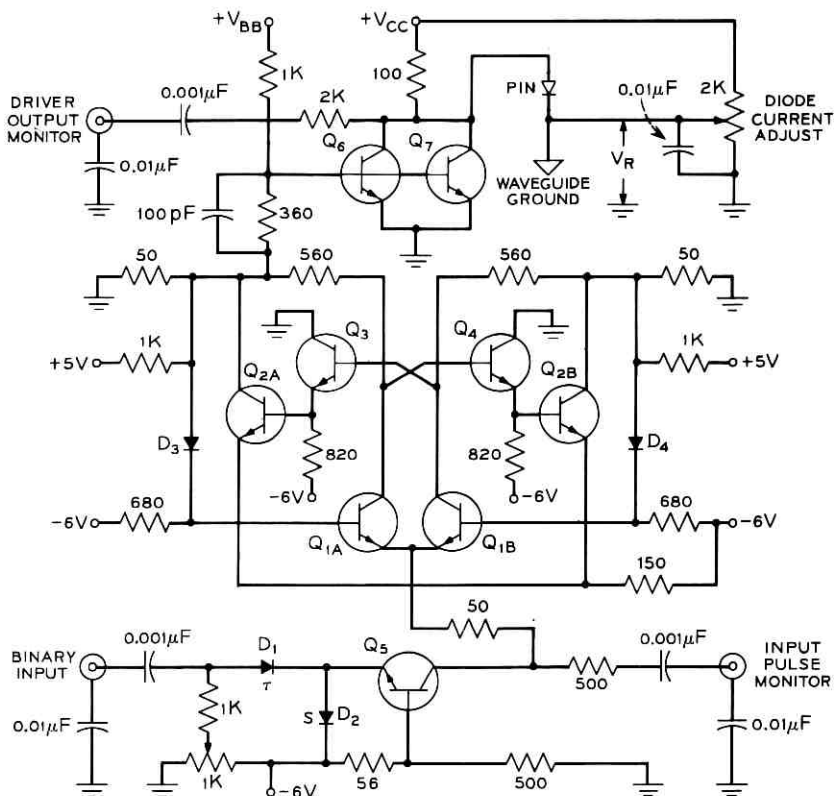 +VBB
+VCC
1K
100
0.001µF
2K
PIN
0.01µF
2K
DRIVER
OUTPUT
MONITOR
DIODE
CURRENT
ADJUST
Q6
Q7
VR
0.01µF
WAVEGUIDE
GROUND
100pF
360
50
560
560
50
Q3
Q4
1K
1K
+5V
+5V
Q2A
Q2B
D3
820
820
D4
-6V
-6V
680
680
-6V
-6V
Q1A
Q1B
150
50
BINARY
INPUT
0.001µF
D1
Q5
0.001µF
INPUT
PULSE
MONITOR
τ
500
1K
S
D2
0.01µF
0.01µF
1K
-6V
56
500